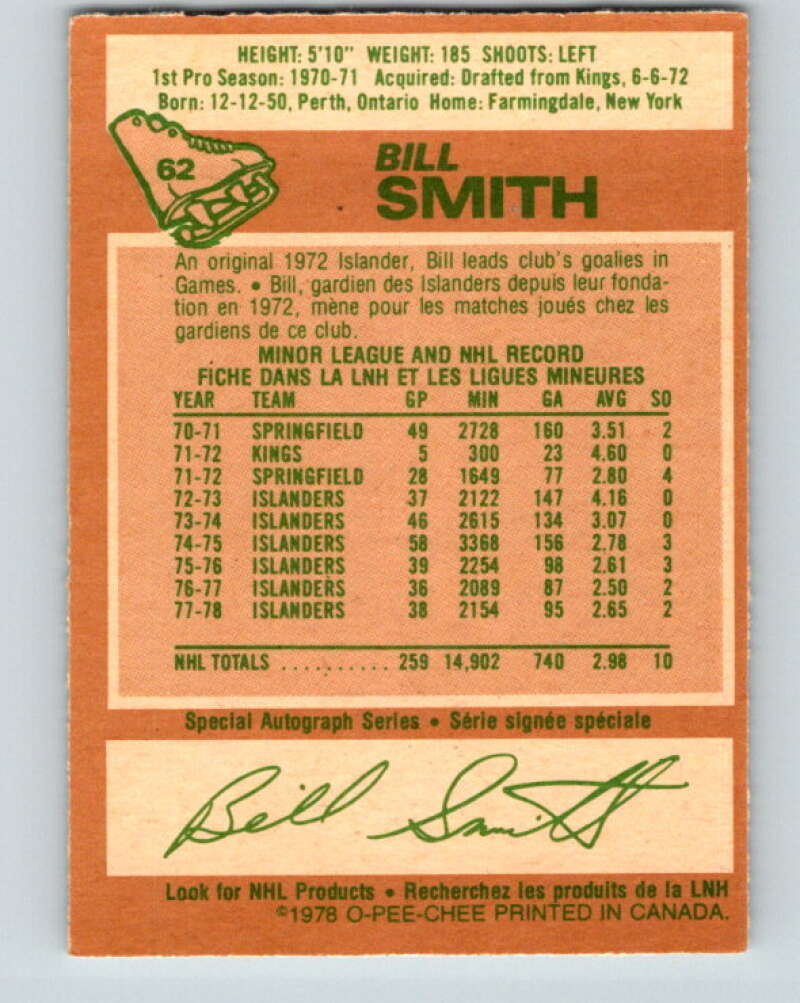 HEIGHT: 5'10" WEIGHT: 185 SHOOTS: LEFT
1st Pro Season: 1970-71 Acquired: Drafted from Kings, 6-6-72
Born: 12-12-50, Perth, Ontario Home: Farmingdale, New York
62
BILL
SMITH
An original 1972 Islander, Bill leads club's goalies in
Games. • Bill, gardien des Islanders depuis leur fonda-
tion en 1972, mène pour les matches joués chez les
gardiens de ce club.
MINOR LEAGUE AND NHL RECORD
FICHE DANS LA LNH ET LES LIGUES MINEURES
YEAR TEAM GP MIN GA AVG SO
70-71 SPRINGFIELD 49 2728 160 3.51 2
71-72 KINGS 5 300 23 4.60 0
71-72 SPRINGFIELD 28 1649 77 2.80 4
72-73 ISLANDERS 37 2122 147 4.16 0
73-74 ISLANDERS 46 2615 134 3.07 0
74-75 ISLANDERS 58 3368 156 2.78 3
75-76 ISLANDERS 39 2254 98 2.61 3
76-77 ISLANDERS 36 2089 87 2.50 2
77-78 ISLANDERS 38 2154 95 2.65 2
NHL TOTALS .......... 259 14,902 740 2.98 10
Special Autograph Series • Série signée spéciale
Bill Smith
Look for NHL Products • Recherchez les produits de la LNH
©1978 O-PEE-CHEE PRINTED IN CANADA.